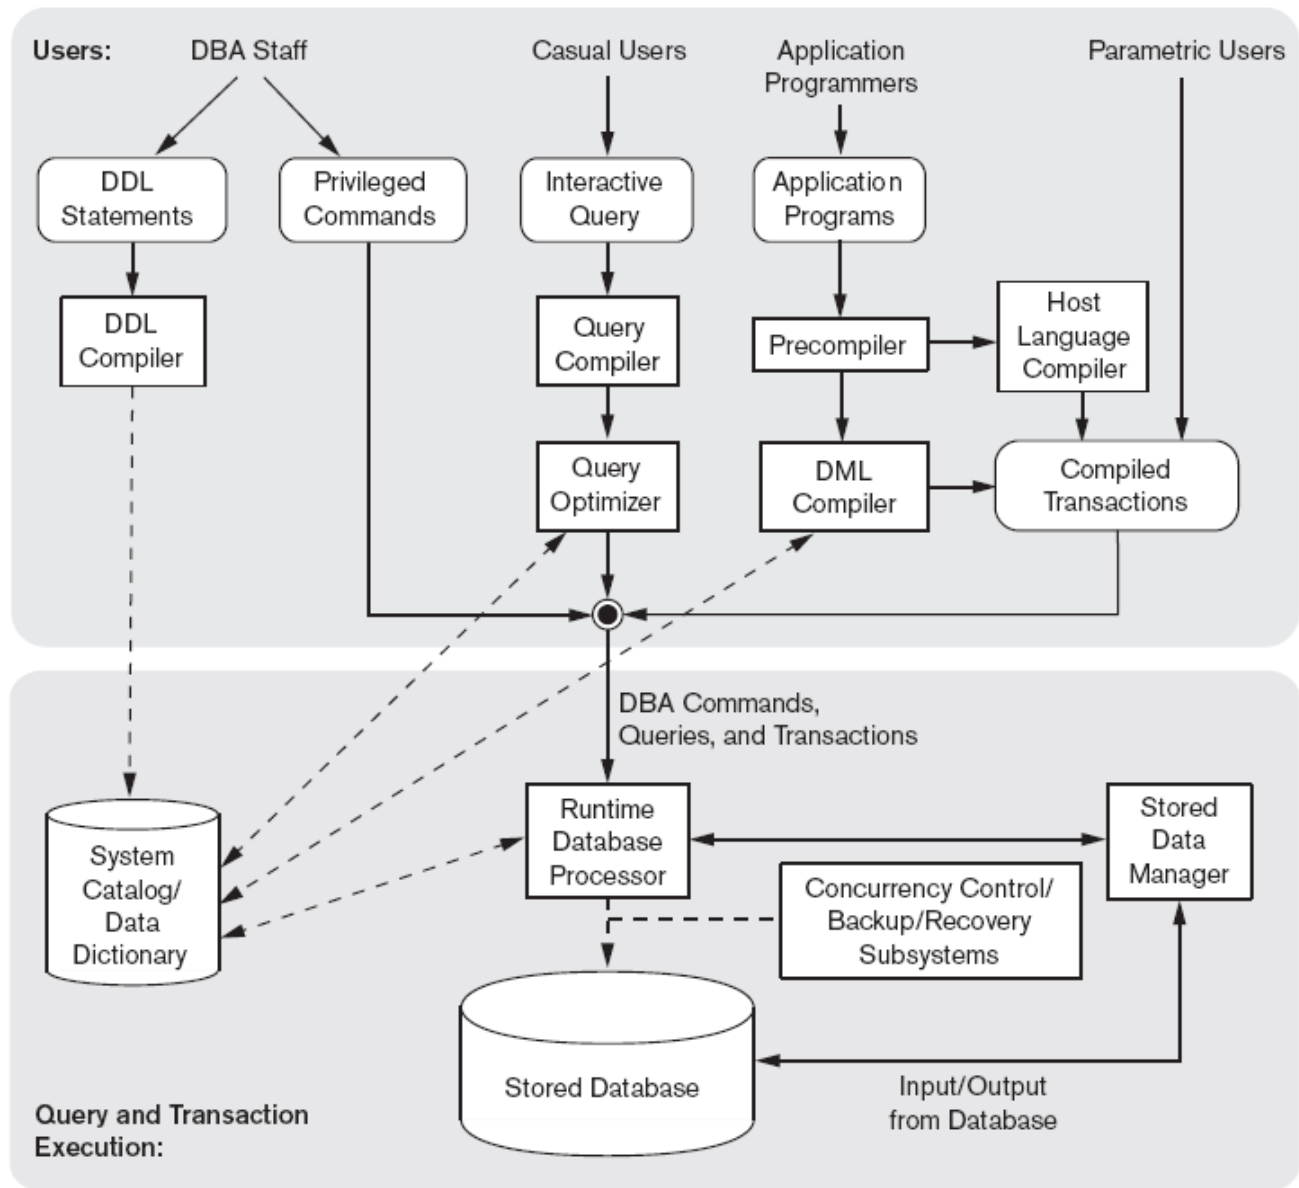 Users:
DBA Staff
Casual Users
Application
Programmers
Parametric Users
DDL
Statements
Privileged
Commands
Interactive
Query
Application
Programs
DDL
Compiler
Query
Compiler
Precompiler
Host
Language
Compiler
Query
Optimizer
DML
Compiler
Compiled
Transactions
DBA Commands,
Queries, and Transactions
System
Catalog/
Data
Dictionary
Runtime
Database
Processor
Stored
Data
Manager
Concurrency Control/
Backup/Recovery
Subsystems
Stored Database
Input/Output
from Database
Query and Transaction
Execution: